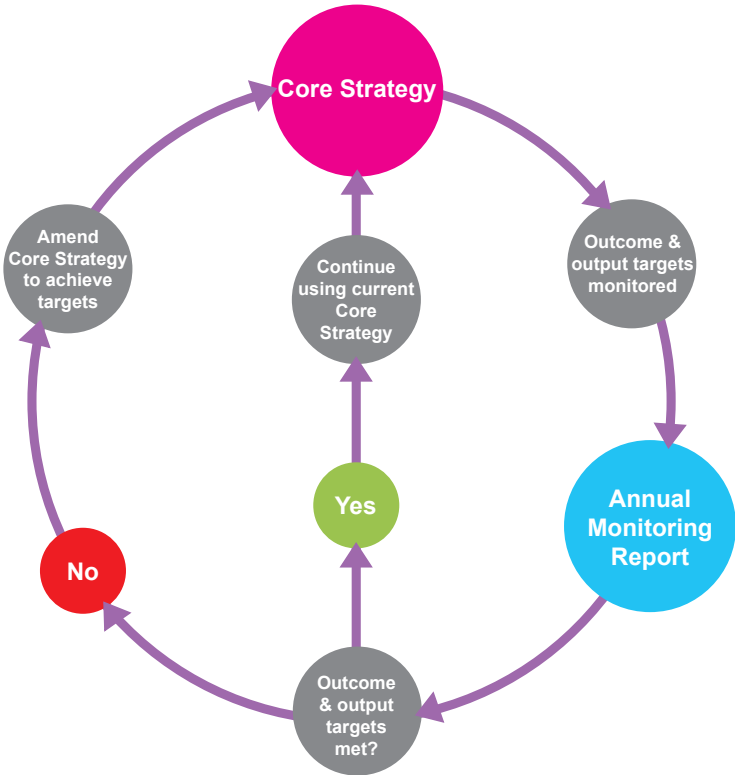 Core Strategy
Outcome &
output targets
monitored
Annual
Monitoring
Report
Outcome
& output
targets
met?
Yes
Continue
using current
Core
Strategy
No
Amend
Core Strategy
to achieve
targets